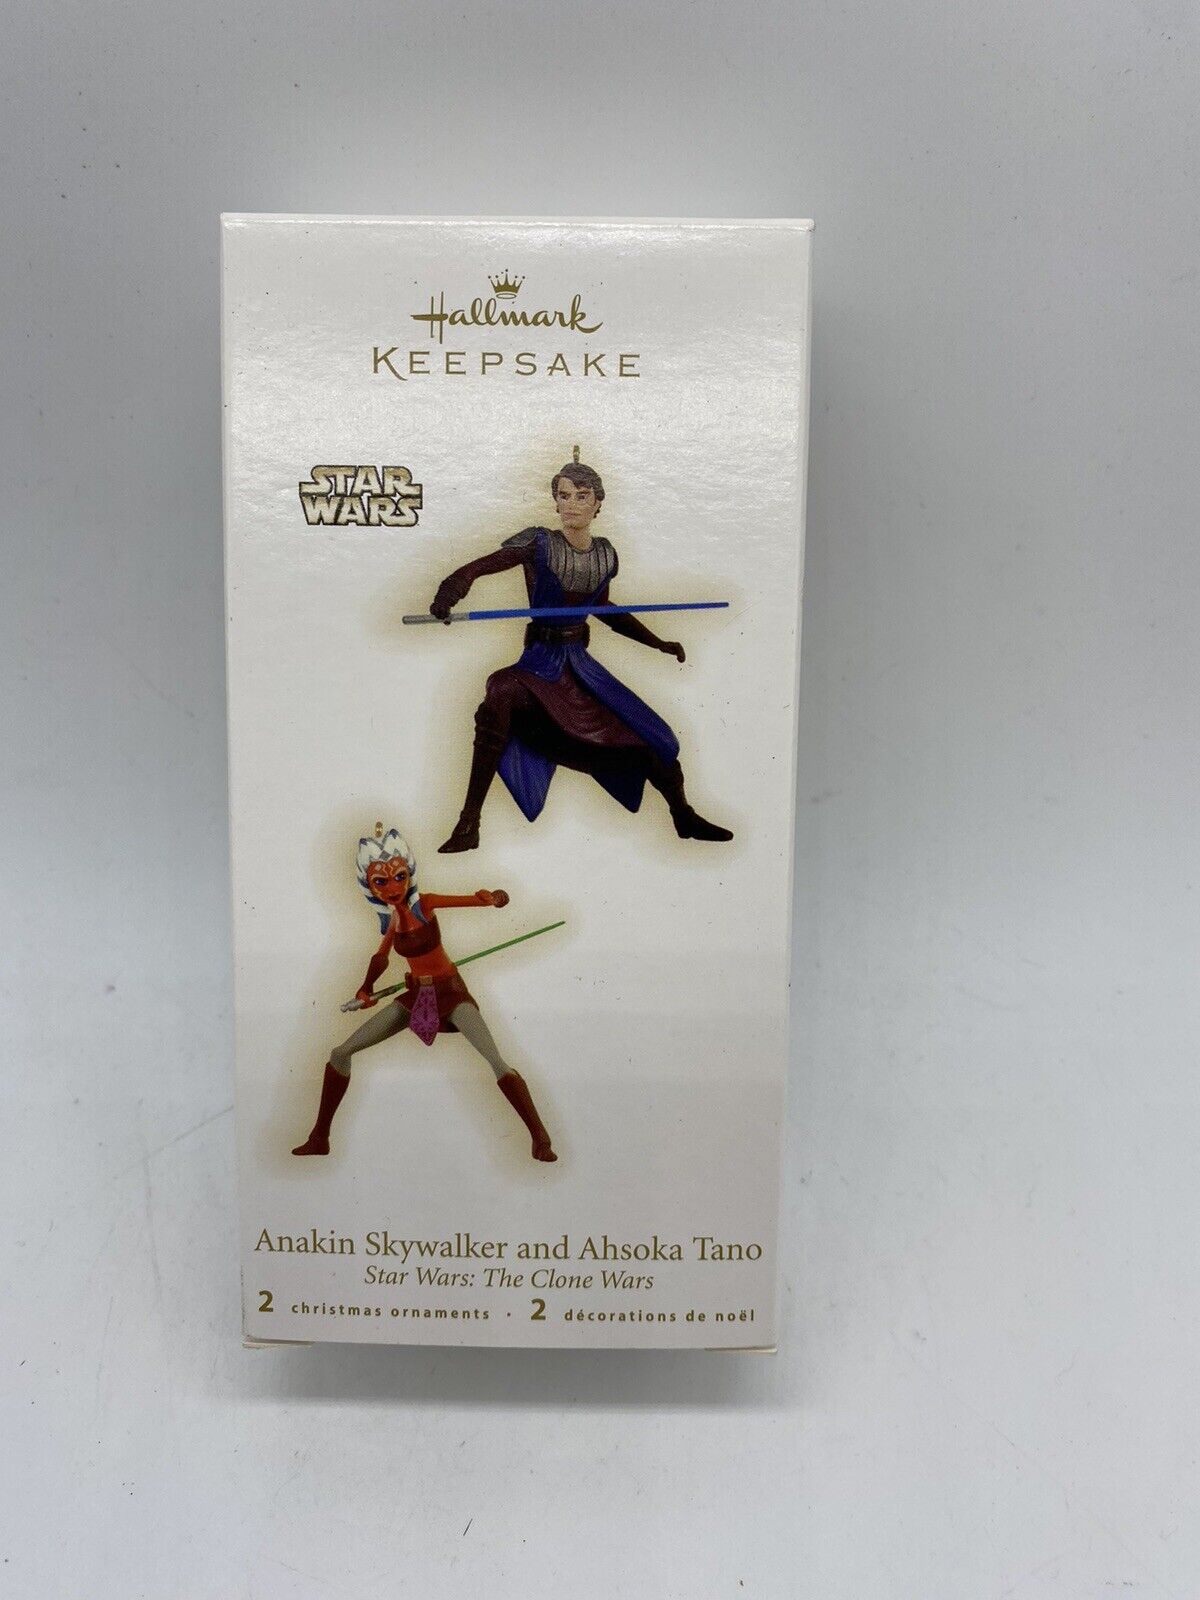 Hallmark
KEEPSAKE
STAR
WARS
Anakin Skywalker and Ahsoka Tano
Star Wars: The Clone Wars
2 christmas ornaments · 2 décorations de noël